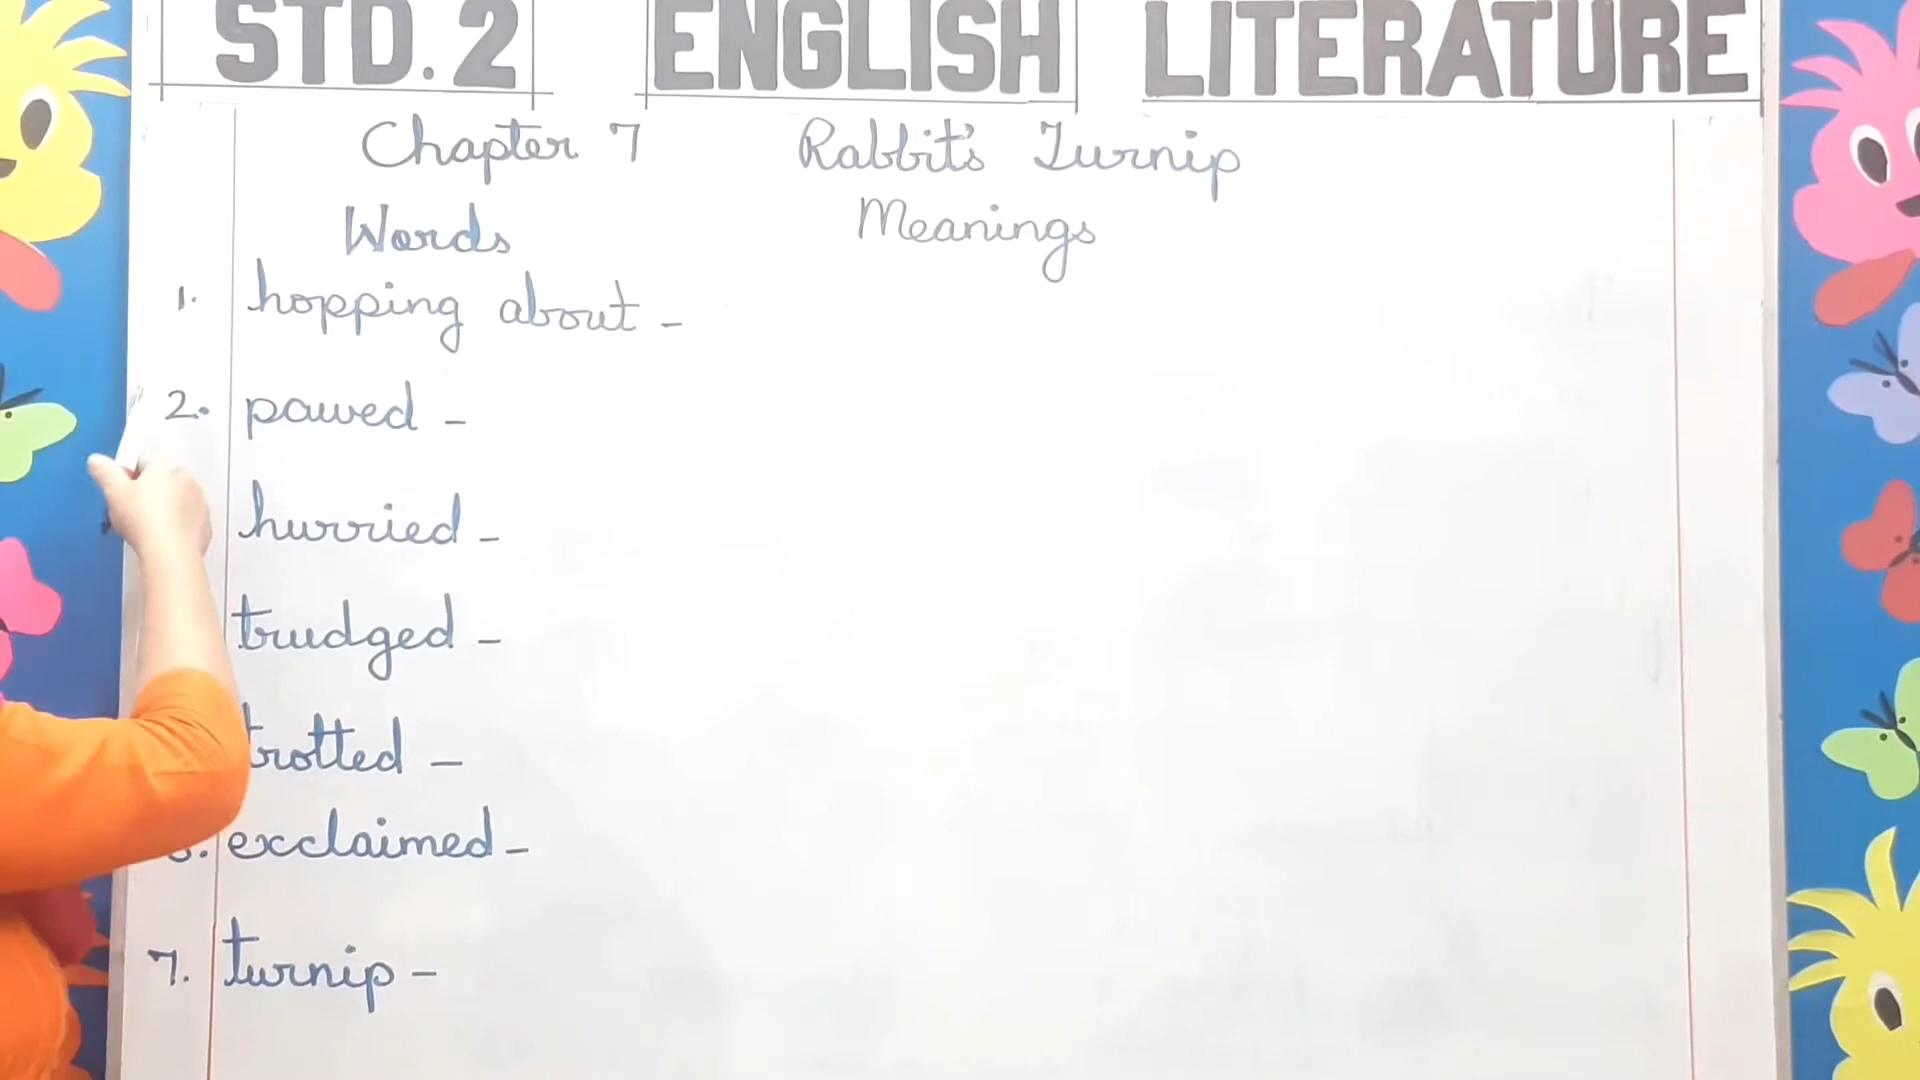 STD. 2 ENGLISH LITERATURE
Chapter 7 Rabbit's Turnip
Words Meanings
1. hopping about -
2. pawed -
hurried -
trudged -
trotted -
exclaimed -
7. turnip -